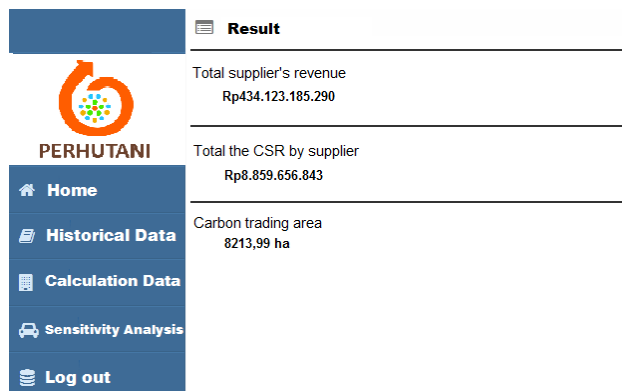 Result
Total supplier's revenue
Rp434.123.185.290
PERHUTANI
Total the CSR by supplier
Rp8.859.656.843
Home
Carbon trading area
8213,99 ha
Historical Data
Calculation Data
Sensitivity Analysis
Log out